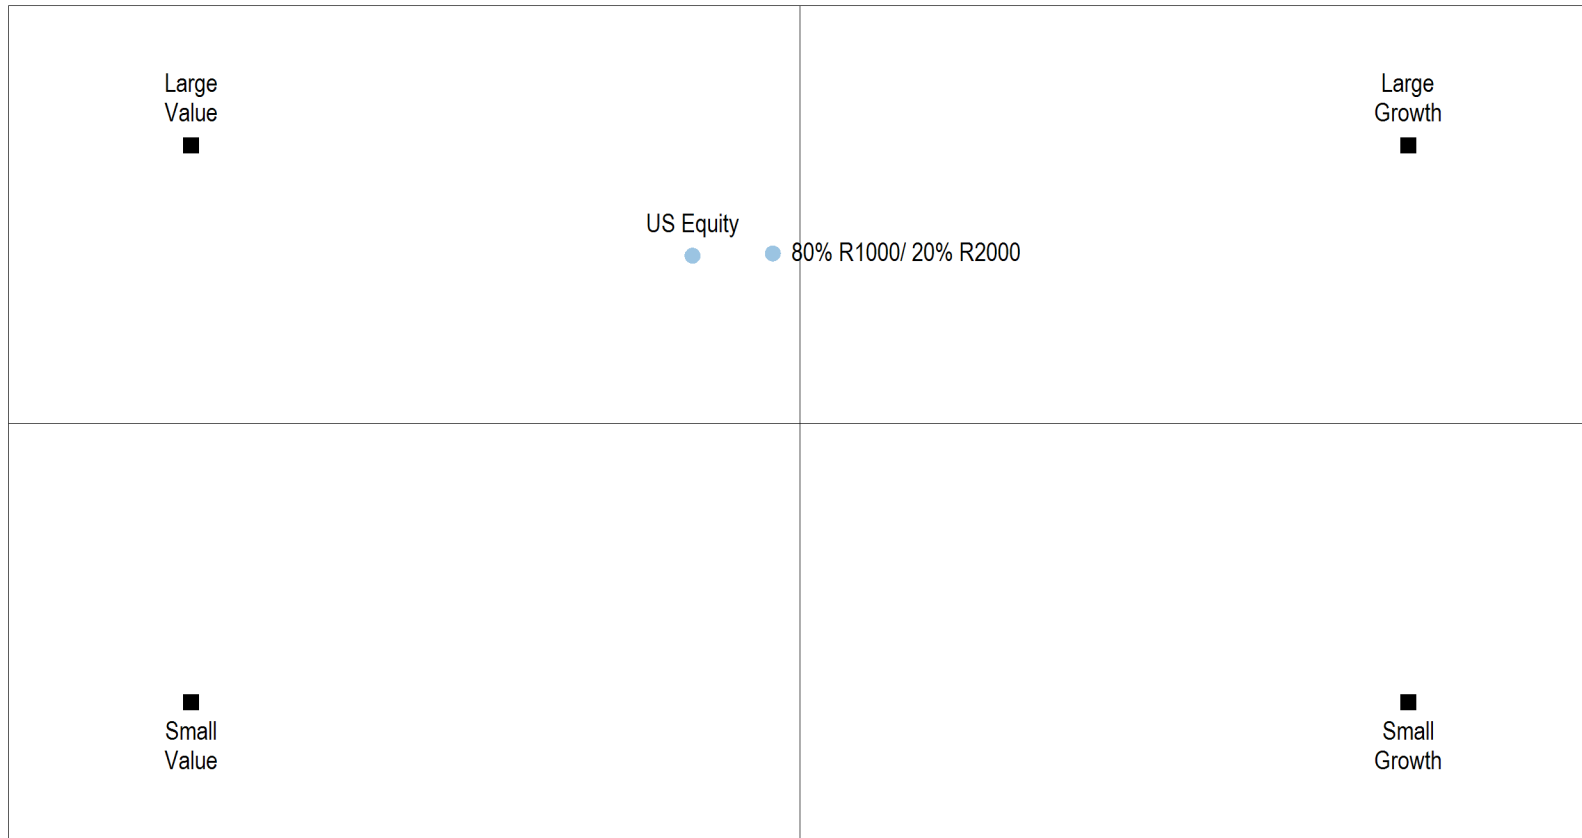 Large
Value
Large
Growth
US Equity
80% R1000/ 20% R2000
Small
Value
Small
Growth